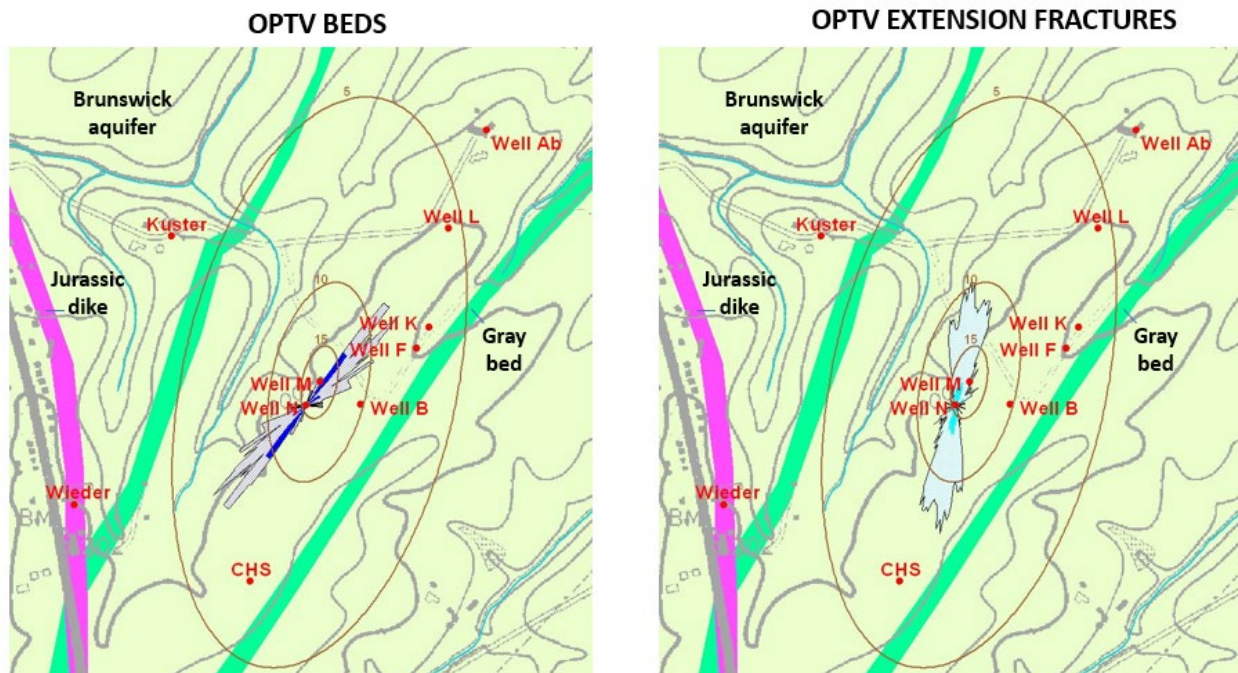 OPTV BEDS
OPTV EXTENSION FRACTURES
Brunswick
aquifer
5
Well Ab
Kuster
Well L
Jurassic
dike
10
Well K
Gray
bed
15
Well F
Well M
Well N
Well B
Wieder
BM
CHS
Brunswick
aquifer
5
Well Ab
Kuster
Well L
Jurassic
dike
10
Well K
Gray
bed
15
Well F
Well M
Well N
Well B
Wieder
BM
CHS